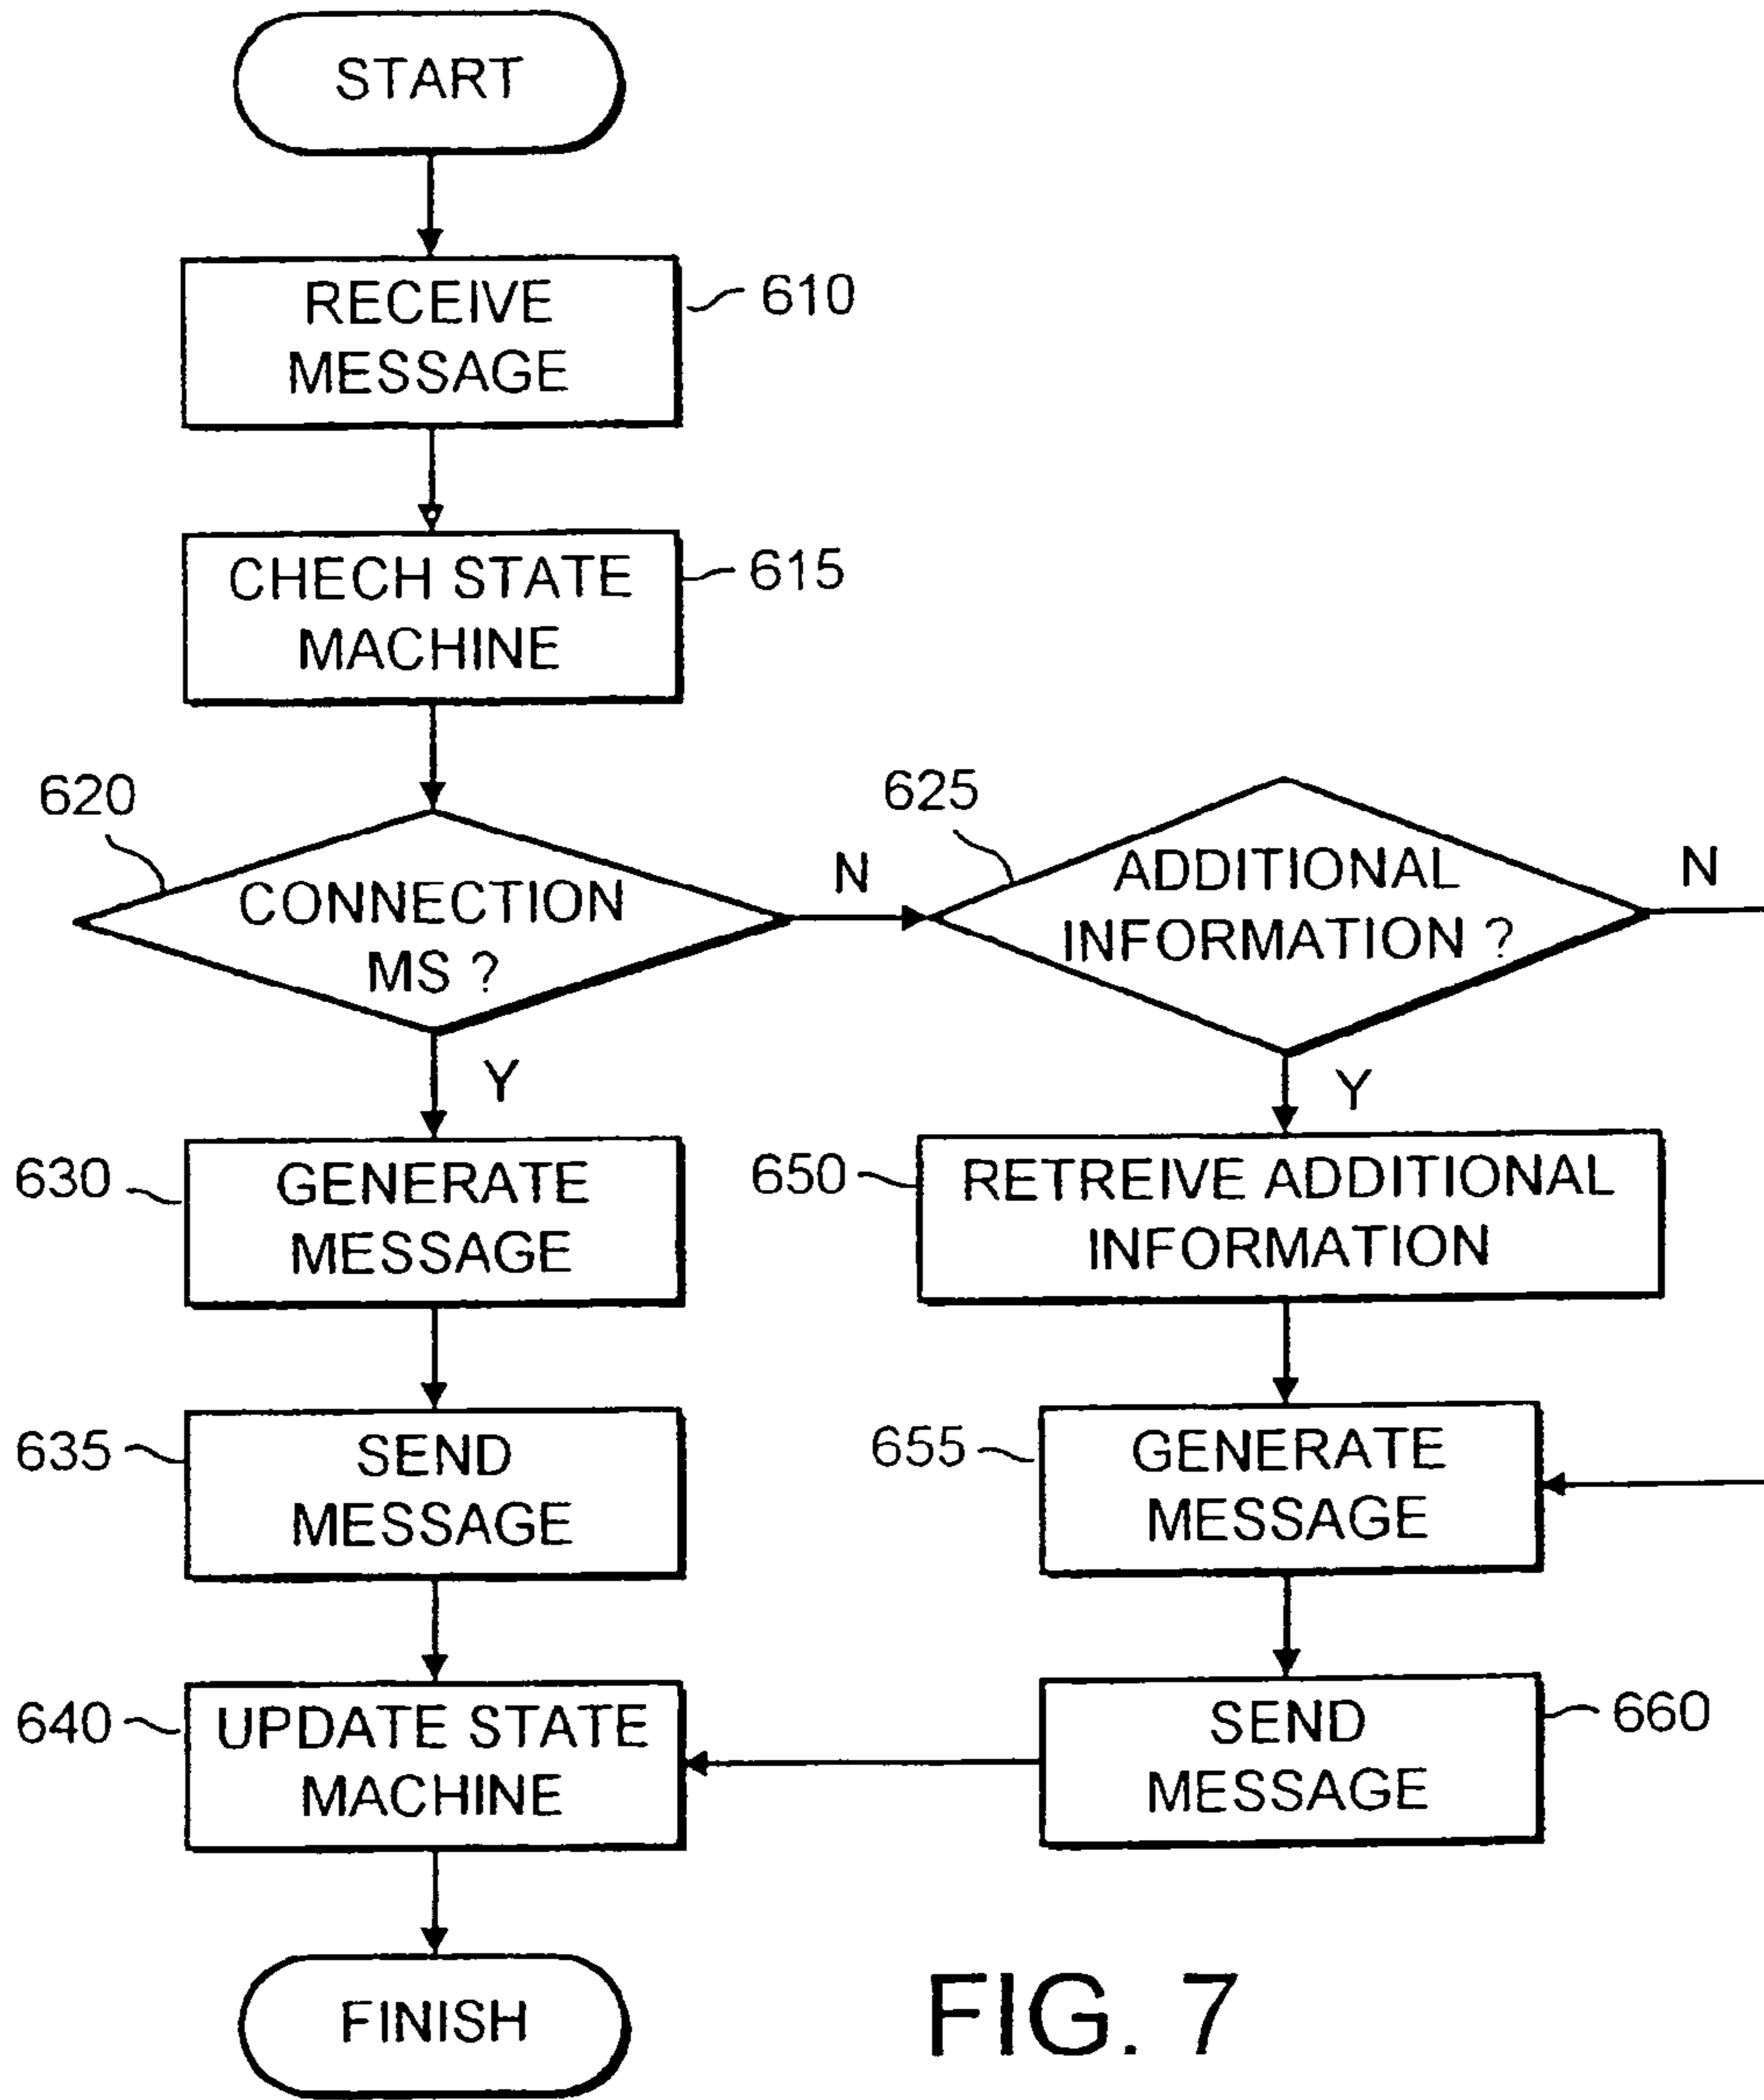 START
RECEIVE
MESSAGE
610
CHECH STATE
MACHINE
615
620
CONNECTION
MS ?
N
625
ADDITIONAL
INFORMATION ?
N
Y
Y
630
GENERATE
MESSAGE
650
RETREIVE ADDITIONAL
INFORMATION
635
SEND
MESSAGE
655
GENERATE
MESSAGE
640
UPDATE STATE
MACHINE
SEND
MESSAGE
660
FINISH
FIG. 7